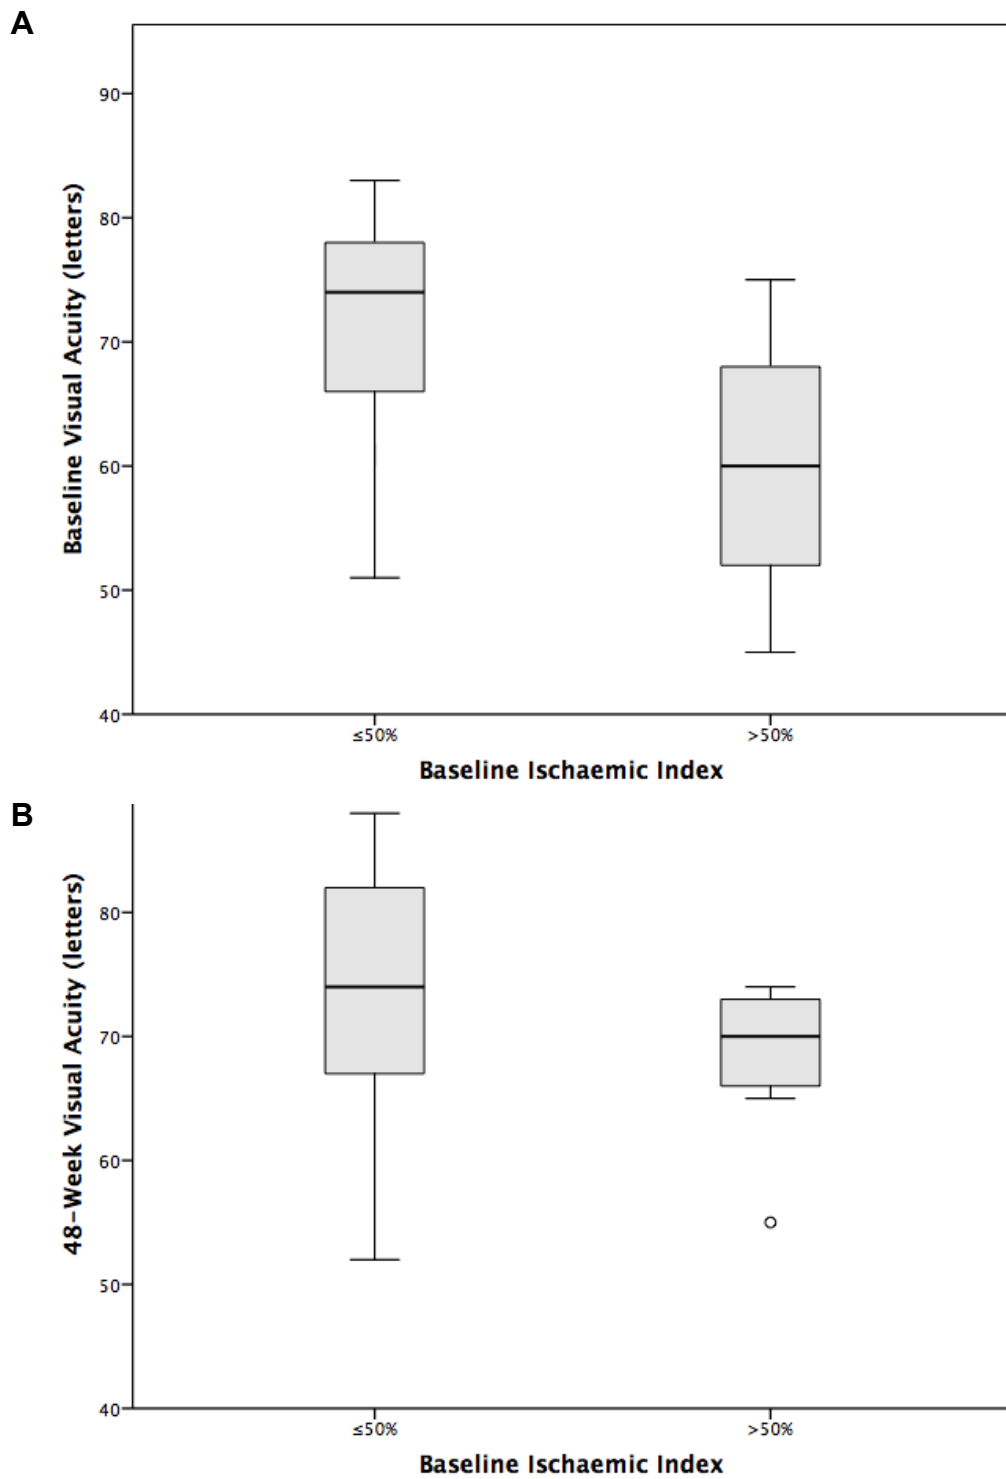 A
Baseline Visual Acuity (letters)
90
80
70
60
50
40
≤50%
>50%
Baseline Ischaemic Index
B
48-Week Visual Acuity (letters)
80
70
60
50
40
≤50%
>50%
Baseline Ischaemic Index